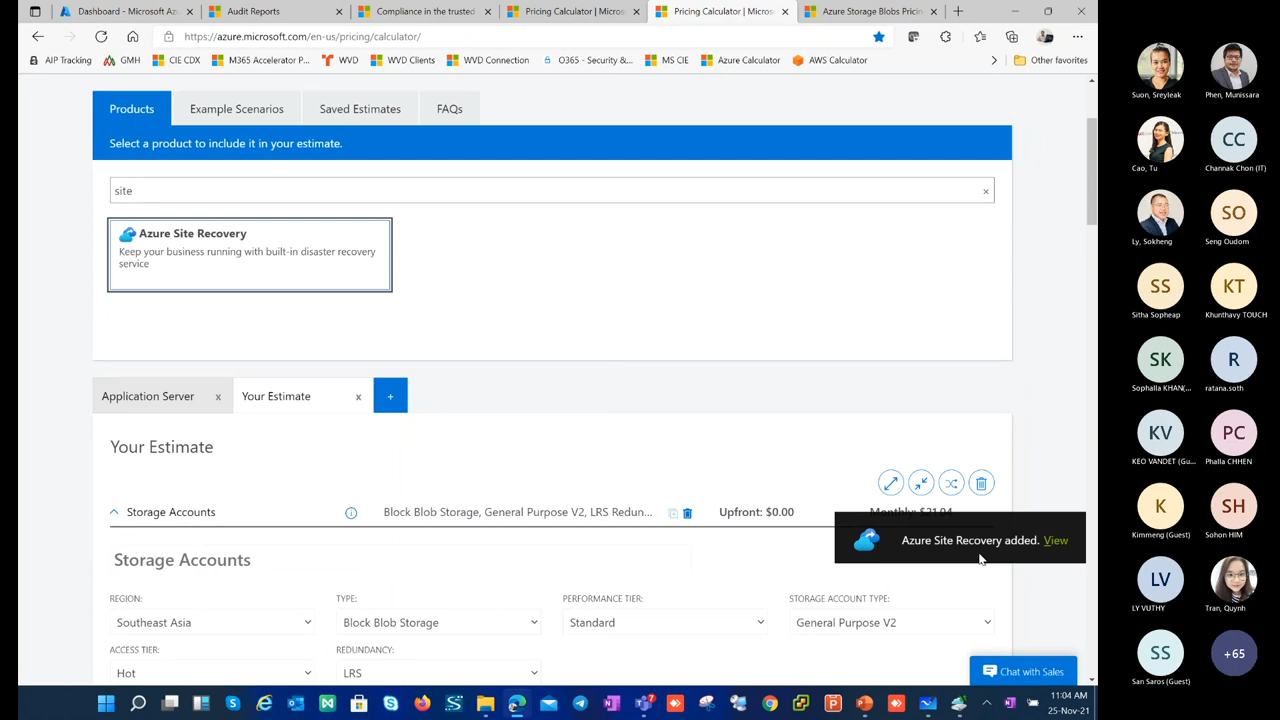 Dashboard - Microsoft Az
Audit Reports
Compliance in the trusted
Pricing Calculator | Micros
Pricing Calculator | Micros
Azure Storage Blobs Prici
https://azure.microsoft.com/en-us/pricing/calculator/
AIP Tracking
GMH
CIE CDX
M365 Accelerator P...
WVD
WVD Clients
WVD Connection
O365 - Security &...
MS CIE
Azure Calculator
AWS Calculator
Other favorites
Products
Example Scenarios
Saved Estimates
FAQs
Select a product to include it in your estimate.
site
Azure Site Recovery
Keep your business running with built-in disaster recovery
service
Application Server x
Your Estimate x
+
Your Estimate
Storage Accounts
Block Blob Storage, General Purpose V2, LRS Redun...
Upfront: $0.00
Monthly: $21.04
Azure Site Recovery added. View
Storage Accounts
REGION:
TYPE:
PERFORMANCE TIER:
STORAGE ACCOUNT TYPE:
Southeast Asia
Block Blob Storage
Standard
General Purpose V2
ACCESS TIER:
REDUNDANCY:
Hot
LRS
Chat with Sales
11:04 AM
25-Nov-21
Suon, Sreyleak
Phen, Munissara
CC
Cao, Tu
Channak Chon (IT)
SO
Ly, Sokheng
Seng Oudom
SS
KT
Sitha Sopheap
Khunthavy TOUCH
SK
R
Sophalla KHAN(...
ratana.soth
KV
PC
KEO VANDET (Gu...
Phalla CHHEN
K
SH
Kimmeng (Guest)
Sohon HIM
LV
LY VUTHY
Tran, Quynh
SS
+65
San Saros (Guest)